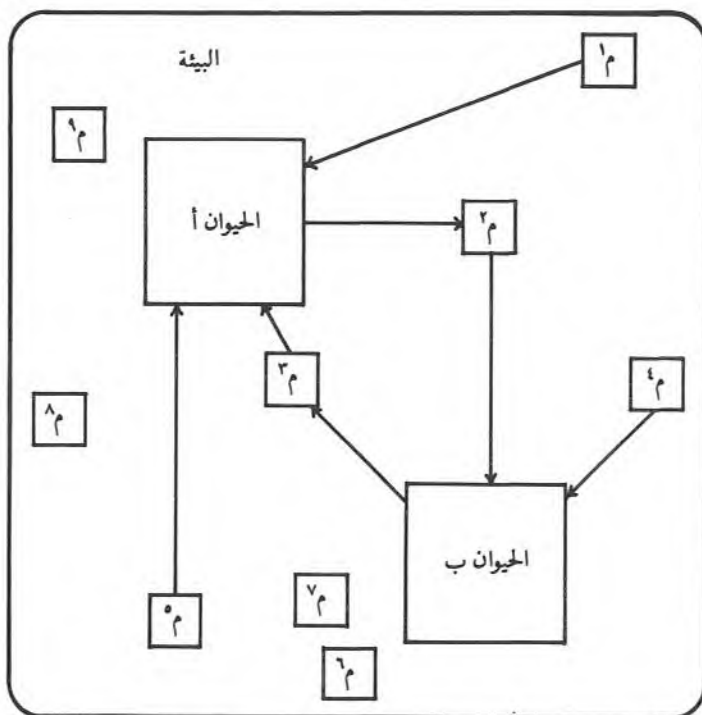 البيئة
م١
م٩
الحيوان أ
م٢
م٣
م٤
م٨
الحيوان ب
م٧
م٥
م٦